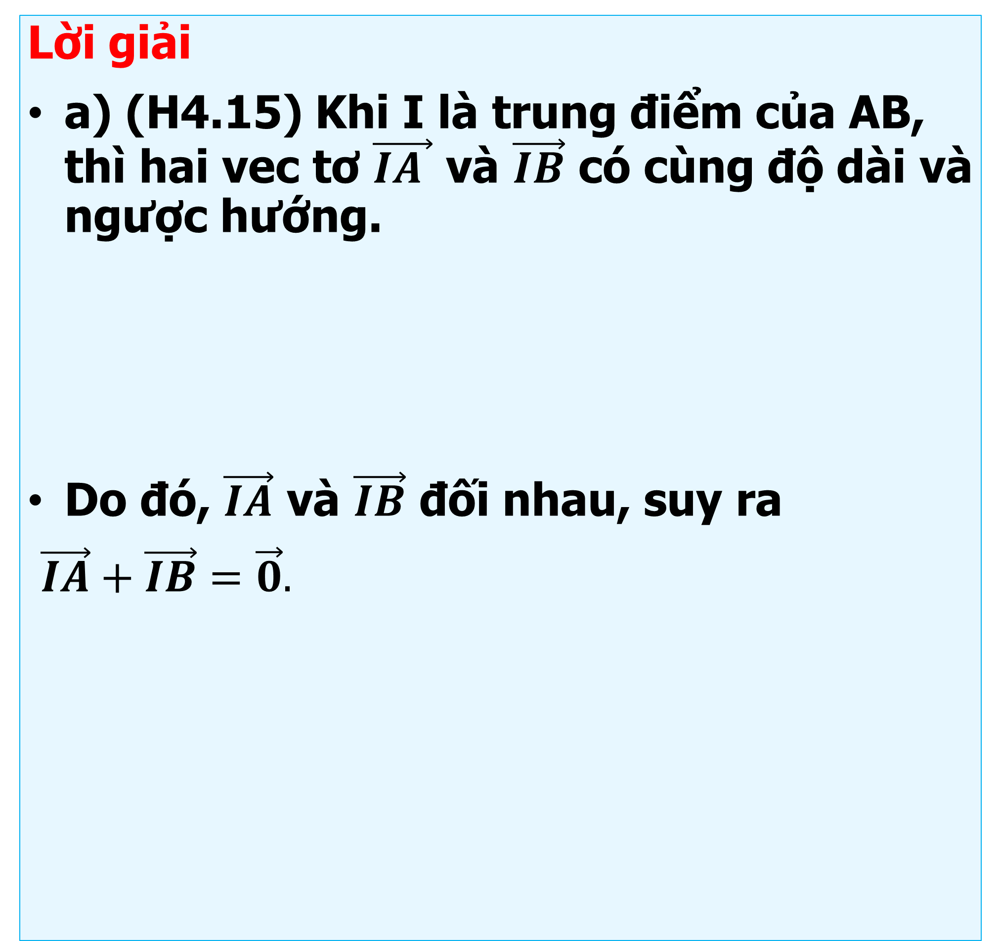 Lời giải
• a) (H4.15) Khi I là trung điểm của AB,
thì hai vec tơ $\overrightarrow{IA}$ và $\overrightarrow{IB}$ có cùng độ dài và
ngược hướng.
• Do đó, $\overrightarrow{IA}$ và $\overrightarrow{IB}$ đối nhau, suy ra
$\overrightarrow{IA} + \overrightarrow{IB} = \overrightarrow{0}$.